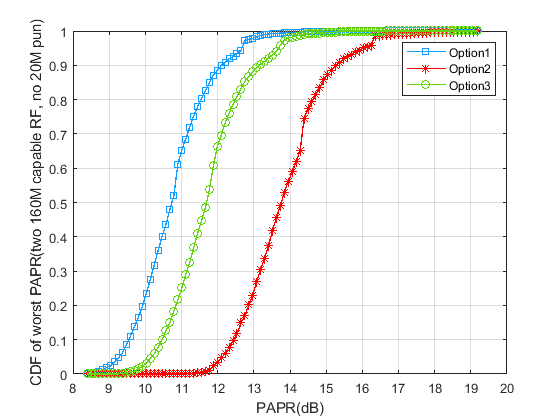 CDF of worst PAPR(two 160M capable RF, no 20M pun)
1
0.9
0.8
0.7
0.6
0.5
0.4
0.3
0.2
0.1
0
Option1
Option2
Option3
8 9 10 11 12 13 14 15 16 17 18 19 20
PAPR(dB)